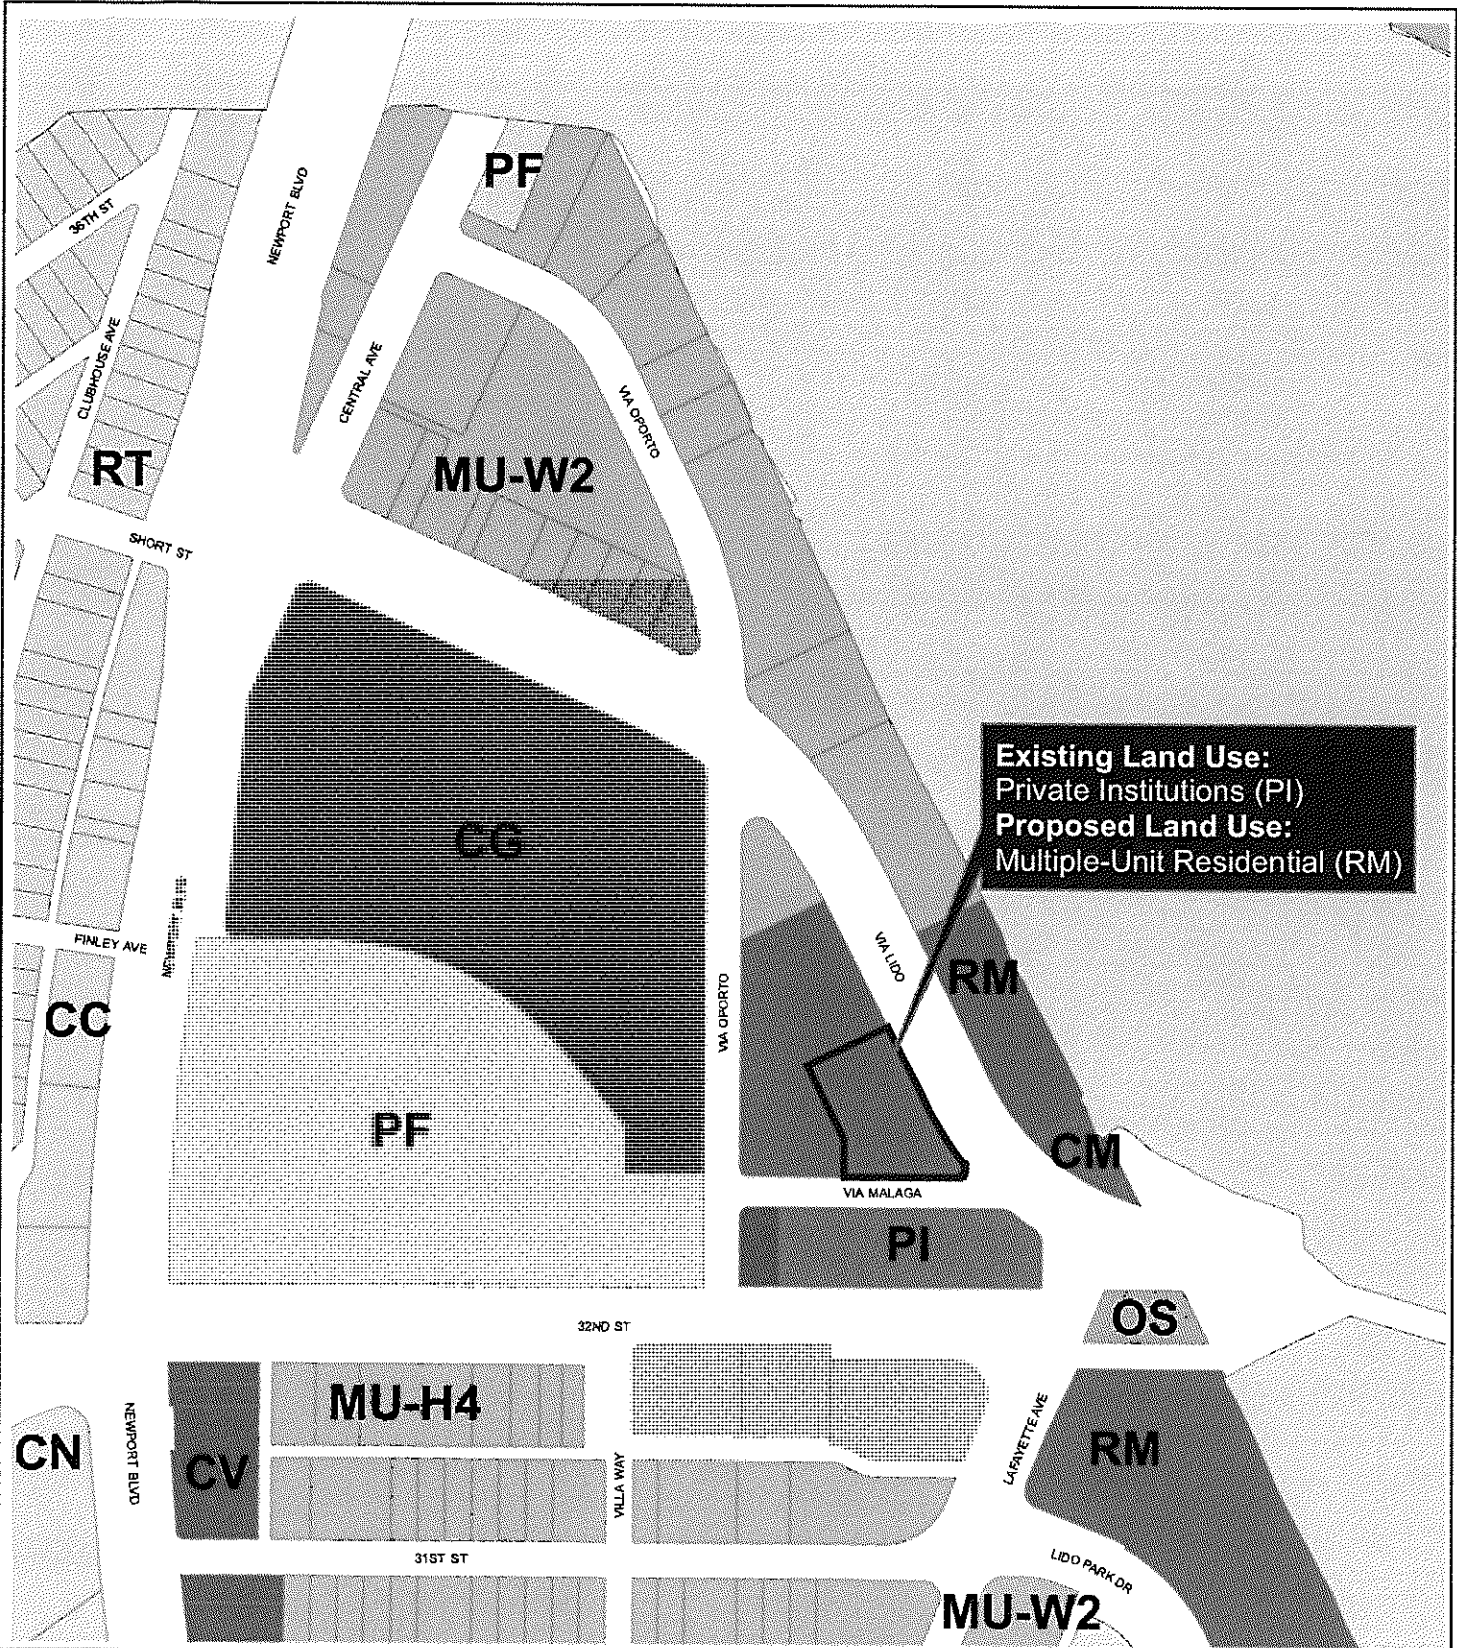 PF
36TH ST
NEWPORT BLVD
CLUBHOUSE AVE
CENTRAL AVE
VIA OPORTO
RT
MU-W2
SHORT ST
Existing Land Use:
Private Institutions (PI)
Proposed Land Use:
Multiple-Unit Residential (RM)
CG
FINLEY AVE
VIA LIDO
RM
CC
VIA OPORTO
PF
CM
VIA MALAGA
PI
OS
32ND ST
MU-H4
NEWPORT BLVD
CN
CV
VILLA WAY
LAFAYETTE AVE
RM
31ST ST
LIDO PARK DR
MU-W2